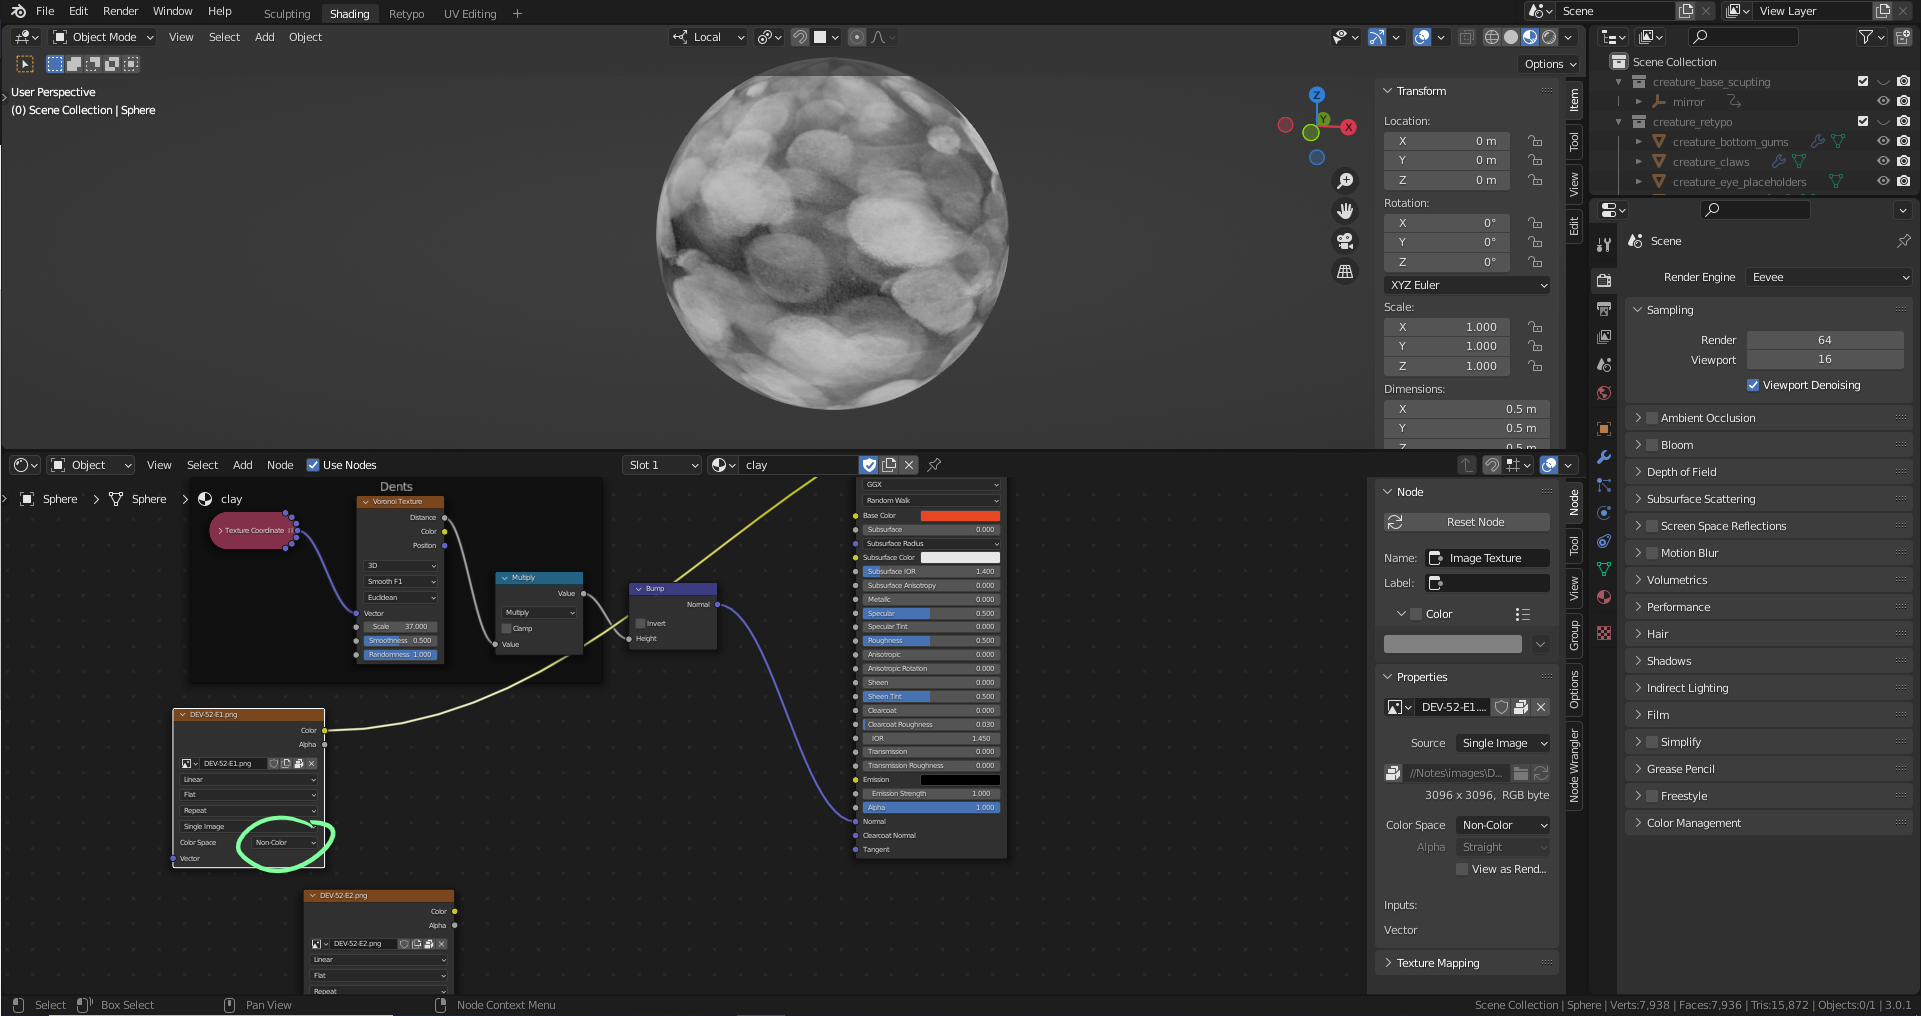 File Edit Render Window Help Sculpting Shading Retypo UV Editing + Scene View Layer
Object Mode View Select Add Object Local
Options
User Perspective
(0) Scene Collection | Sphere
Z
Y
X
Transform
Location:
X 0 m
Y 0 m
Z 0 m
Rotation:
X 0°
Y 0°
Z 0°
XYZ Euler
Scale:
X 1.000
Y 1.000
Z 1.000
Dimensions:
X 0.5 m
Y 0.5 m
Z 0.5 m
Item
Tool
View
Edit
Scene Collection
creature_base_scupting
mirror
creature_retypo
creature_bottom_gums
creature_claws
creature_eye_placeholders
Scene
Render Engine Eevee
Sampling
Render 64
Viewport 16
Viewport Denoising
Ambient Occlusion
Bloom
Depth of Field
Subsurface Scattering
Screen Space Reflections
Motion Blur
Volumetrics
Performance
Hair
Shadows
Indirect Lighting
Film
Simplify
Grease Pencil
Freestyle
Color Management
Object View Select Add Node Use Nodes Slot 1 clay
Sphere > Sphere > clay
Dents
Texture Coordinate
Voronoi Texture
Distance
Color
Position
3D
Smooth F1
Euclidean
Vector
Scale 37.000
Smoothness 0.500
Randomness 1.000
Multiply
Value
Multiply
Clamp
Value
Bump
Normal
Invert
Height
GGX
Random Walk
Base Color
Subsurface 0.000
Subsurface Radius
Subsurface Color
Subsurface IOR 1.400
Subsurface Anisotropy 0.000
Metallic 0.000
Specular 0.500
Specular Tint 0.000
Roughness 0.500
Anisotropic 0.000
Anisotropic Rotation 0.000
Sheen 0.000
Sheen Tint 0.500
Clearcoat 0.000
Clearcoat Roughness 0.030
IOR 1.450
Transmission 0.000
Transmission Roughness 0.000
Emission
Emission Strength 1.000
Alpha 1.000
Normal
Clearcoat Normal
Tangent
DEV-52-E1.png
Color
Alpha
DEV-52-E1.png
Linear
Flat
Repeat
Single Image
Color Space Non-Color
Vector
DEV-52-E2.png
Color
Alpha
DEV-52-E2.png
Linear
Flat
Repeat
Node
Reset Node
Name: Image Texture
Label:
Color
Properties
DEV-52-E1....
Source Single Image
//Notes\images\D...
3096 x 3096, RGB byte
Color Space Non-Color
Alpha Straight
View as Rend...
Inputs:
Vector
Texture Mapping
Node
Tool
View
Group
Options
Node Wrangler
Select Box Select Pan View Node Context Menu Scene Collection | Sphere | Verts:7,938 | Faces:7,936 | Tris:15,872 | Objects:0/1 | 3.0.1